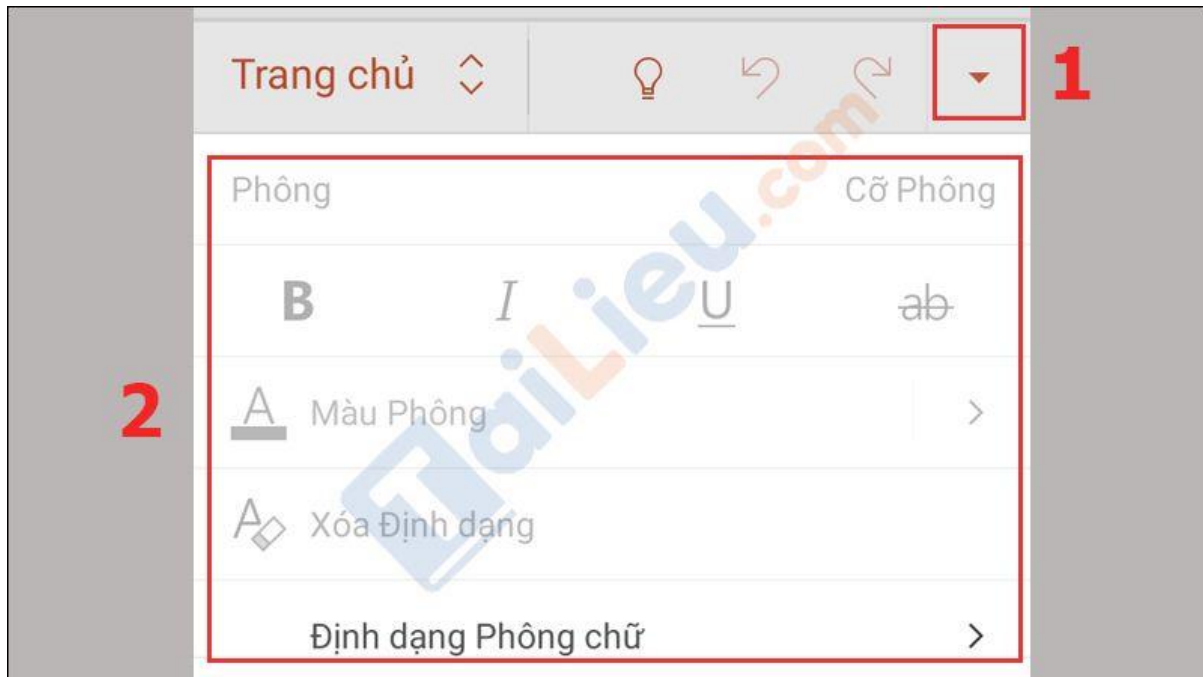 Trang chủ
1
Phông Cỡ Phông
B I U ab
2
A Màu Phông
A Xóa Định dạng
Định dạng Phông chữ
TaiLieu.com